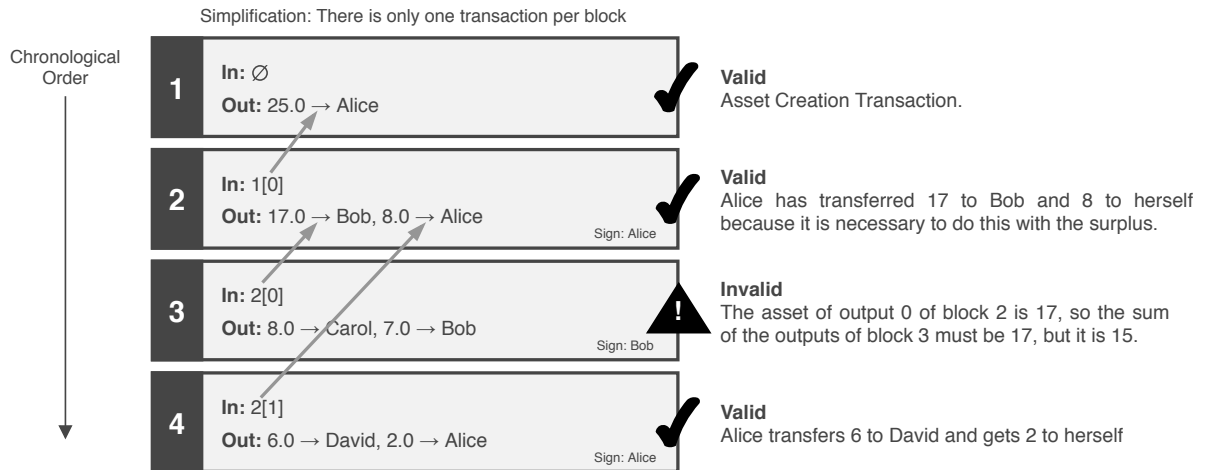 Simplification: There is only one transaction per block
Chronological
Order
1
In: ∅
Out: 25.0 → Alice
Valid
Asset Creation Transaction.
2
In: 1[0]
Out: 17.0 → Bob, 8.0 → Alice
Sign: Alice
Valid
Alice has transferred 17 to Bob and 8 to herself
because it is necessary to do this with the surplus.
3
In: 2[0]
Out: 8.0 → Carol, 7.0 → Bob
Sign: Bob
!
Invalid
The asset of output 0 of block 2 is 17, so the sum
of the outputs of block 3 must be 17, but it is 15.
4
In: 2[1]
Out: 6.0 → David, 2.0 → Alice
Sign: Alice
Valid
Alice transfers 6 to David and gets 2 to herself